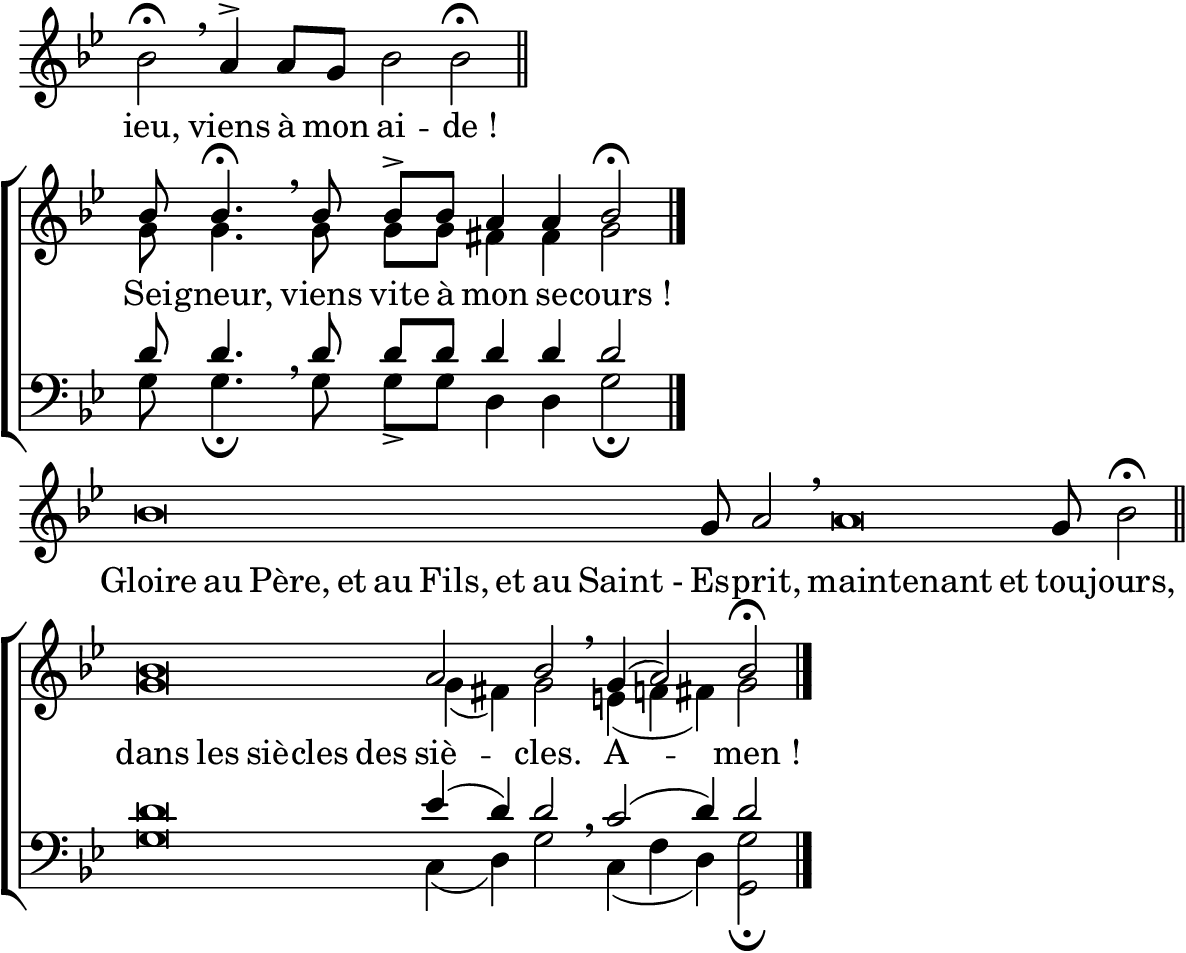 ieu, viens à mon ai - de !
Seigneur, viens vite à mon secours !
Gloire au Père, et au Fils, et au Saint - Esprit, maintenant et toujours,
dans les siècles des siè - cles. A - men !